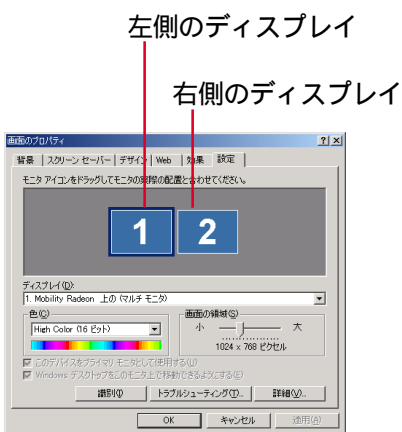 左側のディスプレイ
右側のディスプレイ
画面のプロパティ
背景 スクリーン セーバー デザイン Web 効果 設定
モニタ アイコンをドラッグしてモニタの実際の配置と合わせてください。
1 2
ディスプレイ(D):
1. Mobility Radeon 上の (マルチ モニタ)
色(C) 画面の領域(S)
High Color (16 ビット) 小 大
1024 x 768 ピクセル
このデバイスをプライマリ モニタとして使用する(U)
Windows デスクトップをこのモニタ上で移動できるようにする(E)
識別(I) トラブルシューティング(T)... 詳細(V)...
OK キャンセル 適用(A)